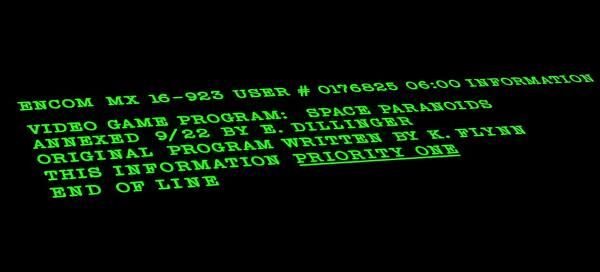 ENCOM MX 16-923 USER # 0176825 06:00 INFORMATION
VIDEO GAME PROGRAM: SPACE PARANOIDS
ANNEXED 9/22 BY E. DILLINGER
ORIGINAL PROGRAM WRITTEN BY K. FLYNN
THIS INFORMATION PRIORITY ONE
END OF LINE